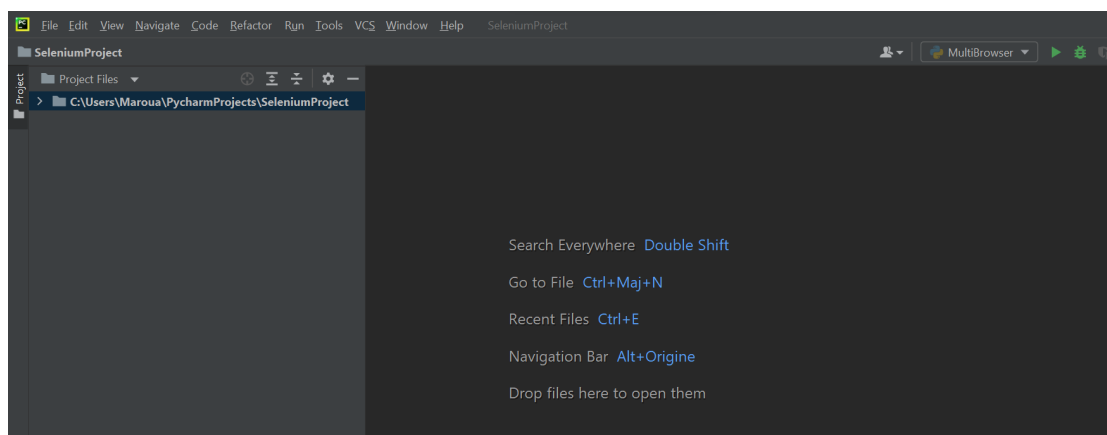 File Edit View Navigate Code Refactor Run Tools VCS Window Help SeleniumProject
SeleniumProject MultiBrowser
Project Project Files
C:\Users\Maroua\PycharmProjects\SeleniumProject
Search Everywhere Double Shift
Go to File Ctrl+Maj+N
Recent Files Ctrl+E
Navigation Bar Alt+Origine
Drop files here to open them